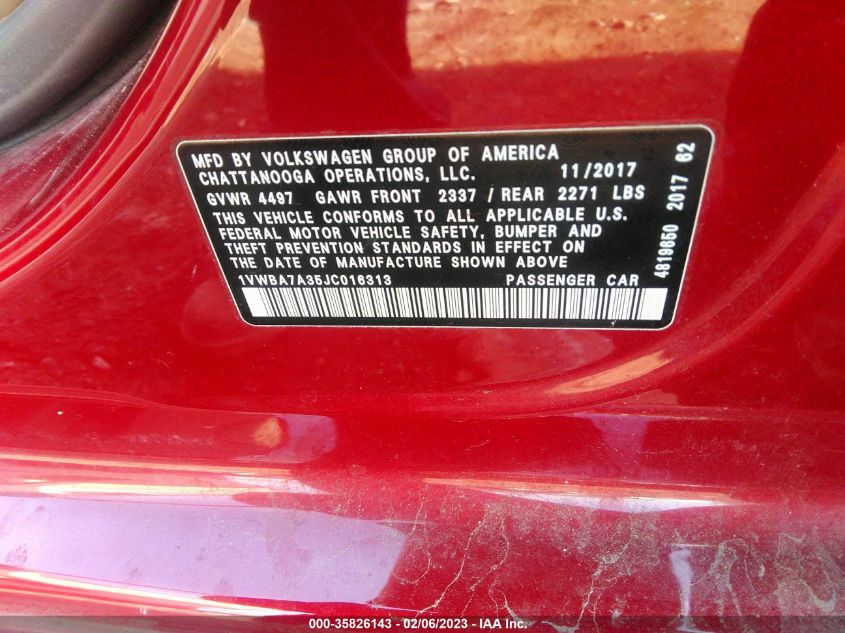 MFD BY VOLKSWAGEN GROUP OF AMERICA
CHATTANOOGA OPERATIONS, LLC. 11/2017
GVWR 4497 GAWR FRONT 2337 / REAR 2271 LBS
THIS VEHICLE CONFORMS TO ALL APPLICABLE U.S.
FEDERAL MOTOR VEHICLE SAFETY, BUMPER AND
THEFT PREVENTION STANDARDS IN EFFECT ON
THE DATE OF MANUFACTURE SHOWN ABOVE
1VWBA7A35JC016313 PASSENGER CAR
4819650 2017 62
000-35826143 - 02/06/2023 - IAA Inc.